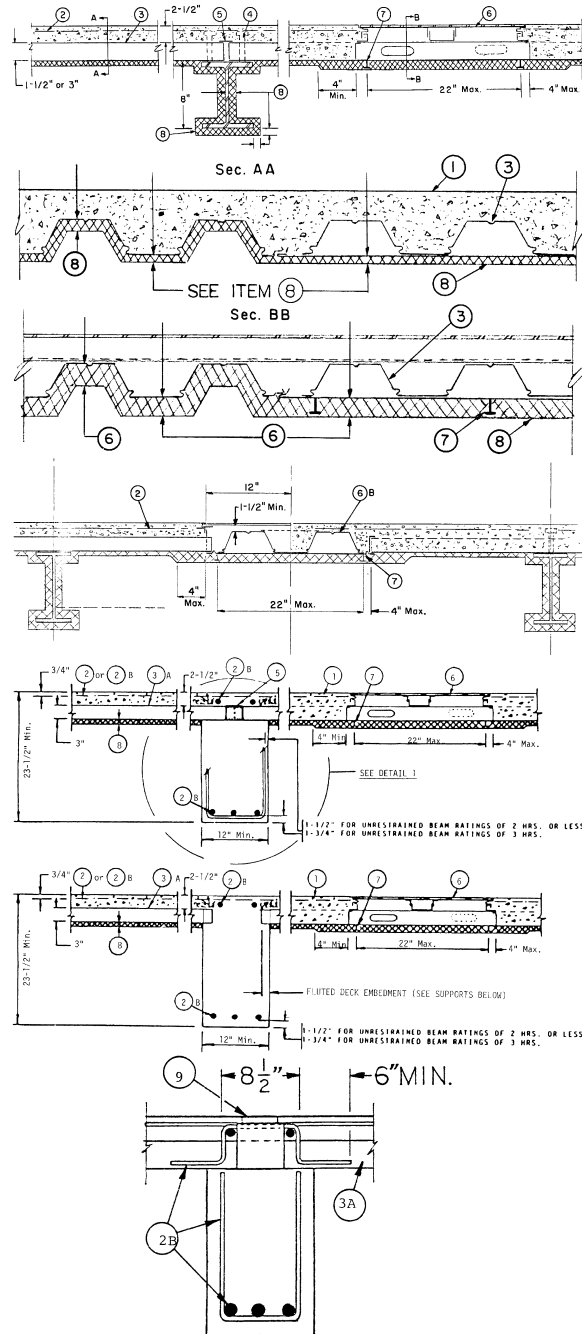 A B
2 3 2-1/2" 5 4 6
7
A B
1-1/2" or 3" 8" 8 4" Min. 22" Max. 4" Max.
8
Sec. AA
1 3
8
SEE ITEM 8 8
Sec. BB
3
6 6 7 8
12"
1-1/2" Min.
2 6 B
7
4" Max. 22" Max. 4" Max.
3/4" 2 or 2 B 3 A 2-1/2" 2 B 5 1 7 6
23-1/2" Min.
3" 8 4" Min 22" Max. 4" Max.
SEE DETAIL 1
2 B
12" Min.
1-1/2" FOR UNRESTRAINED BEAM RATINGS OF 2 HRS. OR LESS
1-3/4" FOR UNRESTRAINED BEAM RATINGS OF 3 HRS.
3/4" 2 or 2 B 3 A 2-1/2" 2 B 1 7 6
23-1/2" Min.
3" 8 4" Min 22" Max. 4" Max.
FLUTED DECK EMBEDMENT (SEE SUPPORTS BELOW)
2 B
12" Min.
1-1/2" FOR UNRESTRAINED BEAM RATINGS OF 2 HRS. OR LESS
1-3/4" FOR UNRESTRAINED BEAM RATINGS OF 3 HRS.
9 8 1/2" 6" MIN.
3A
2B